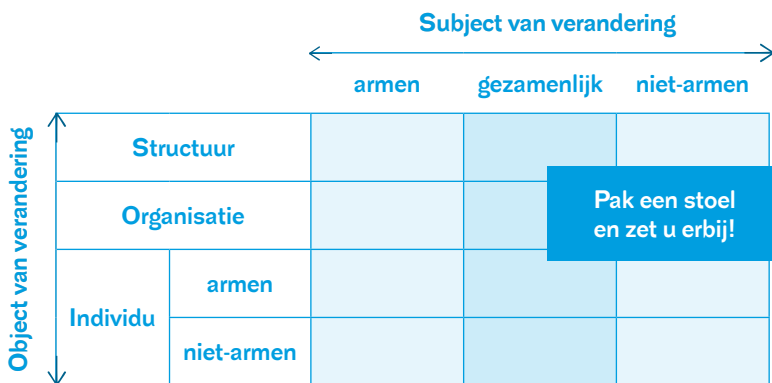 Subject van verandering
armen gezamenlijk niet-armen
Object van verandering
Structuur
Organisatie
Individu
armen
niet-armen
Pak een stoel
en zet u erbij!